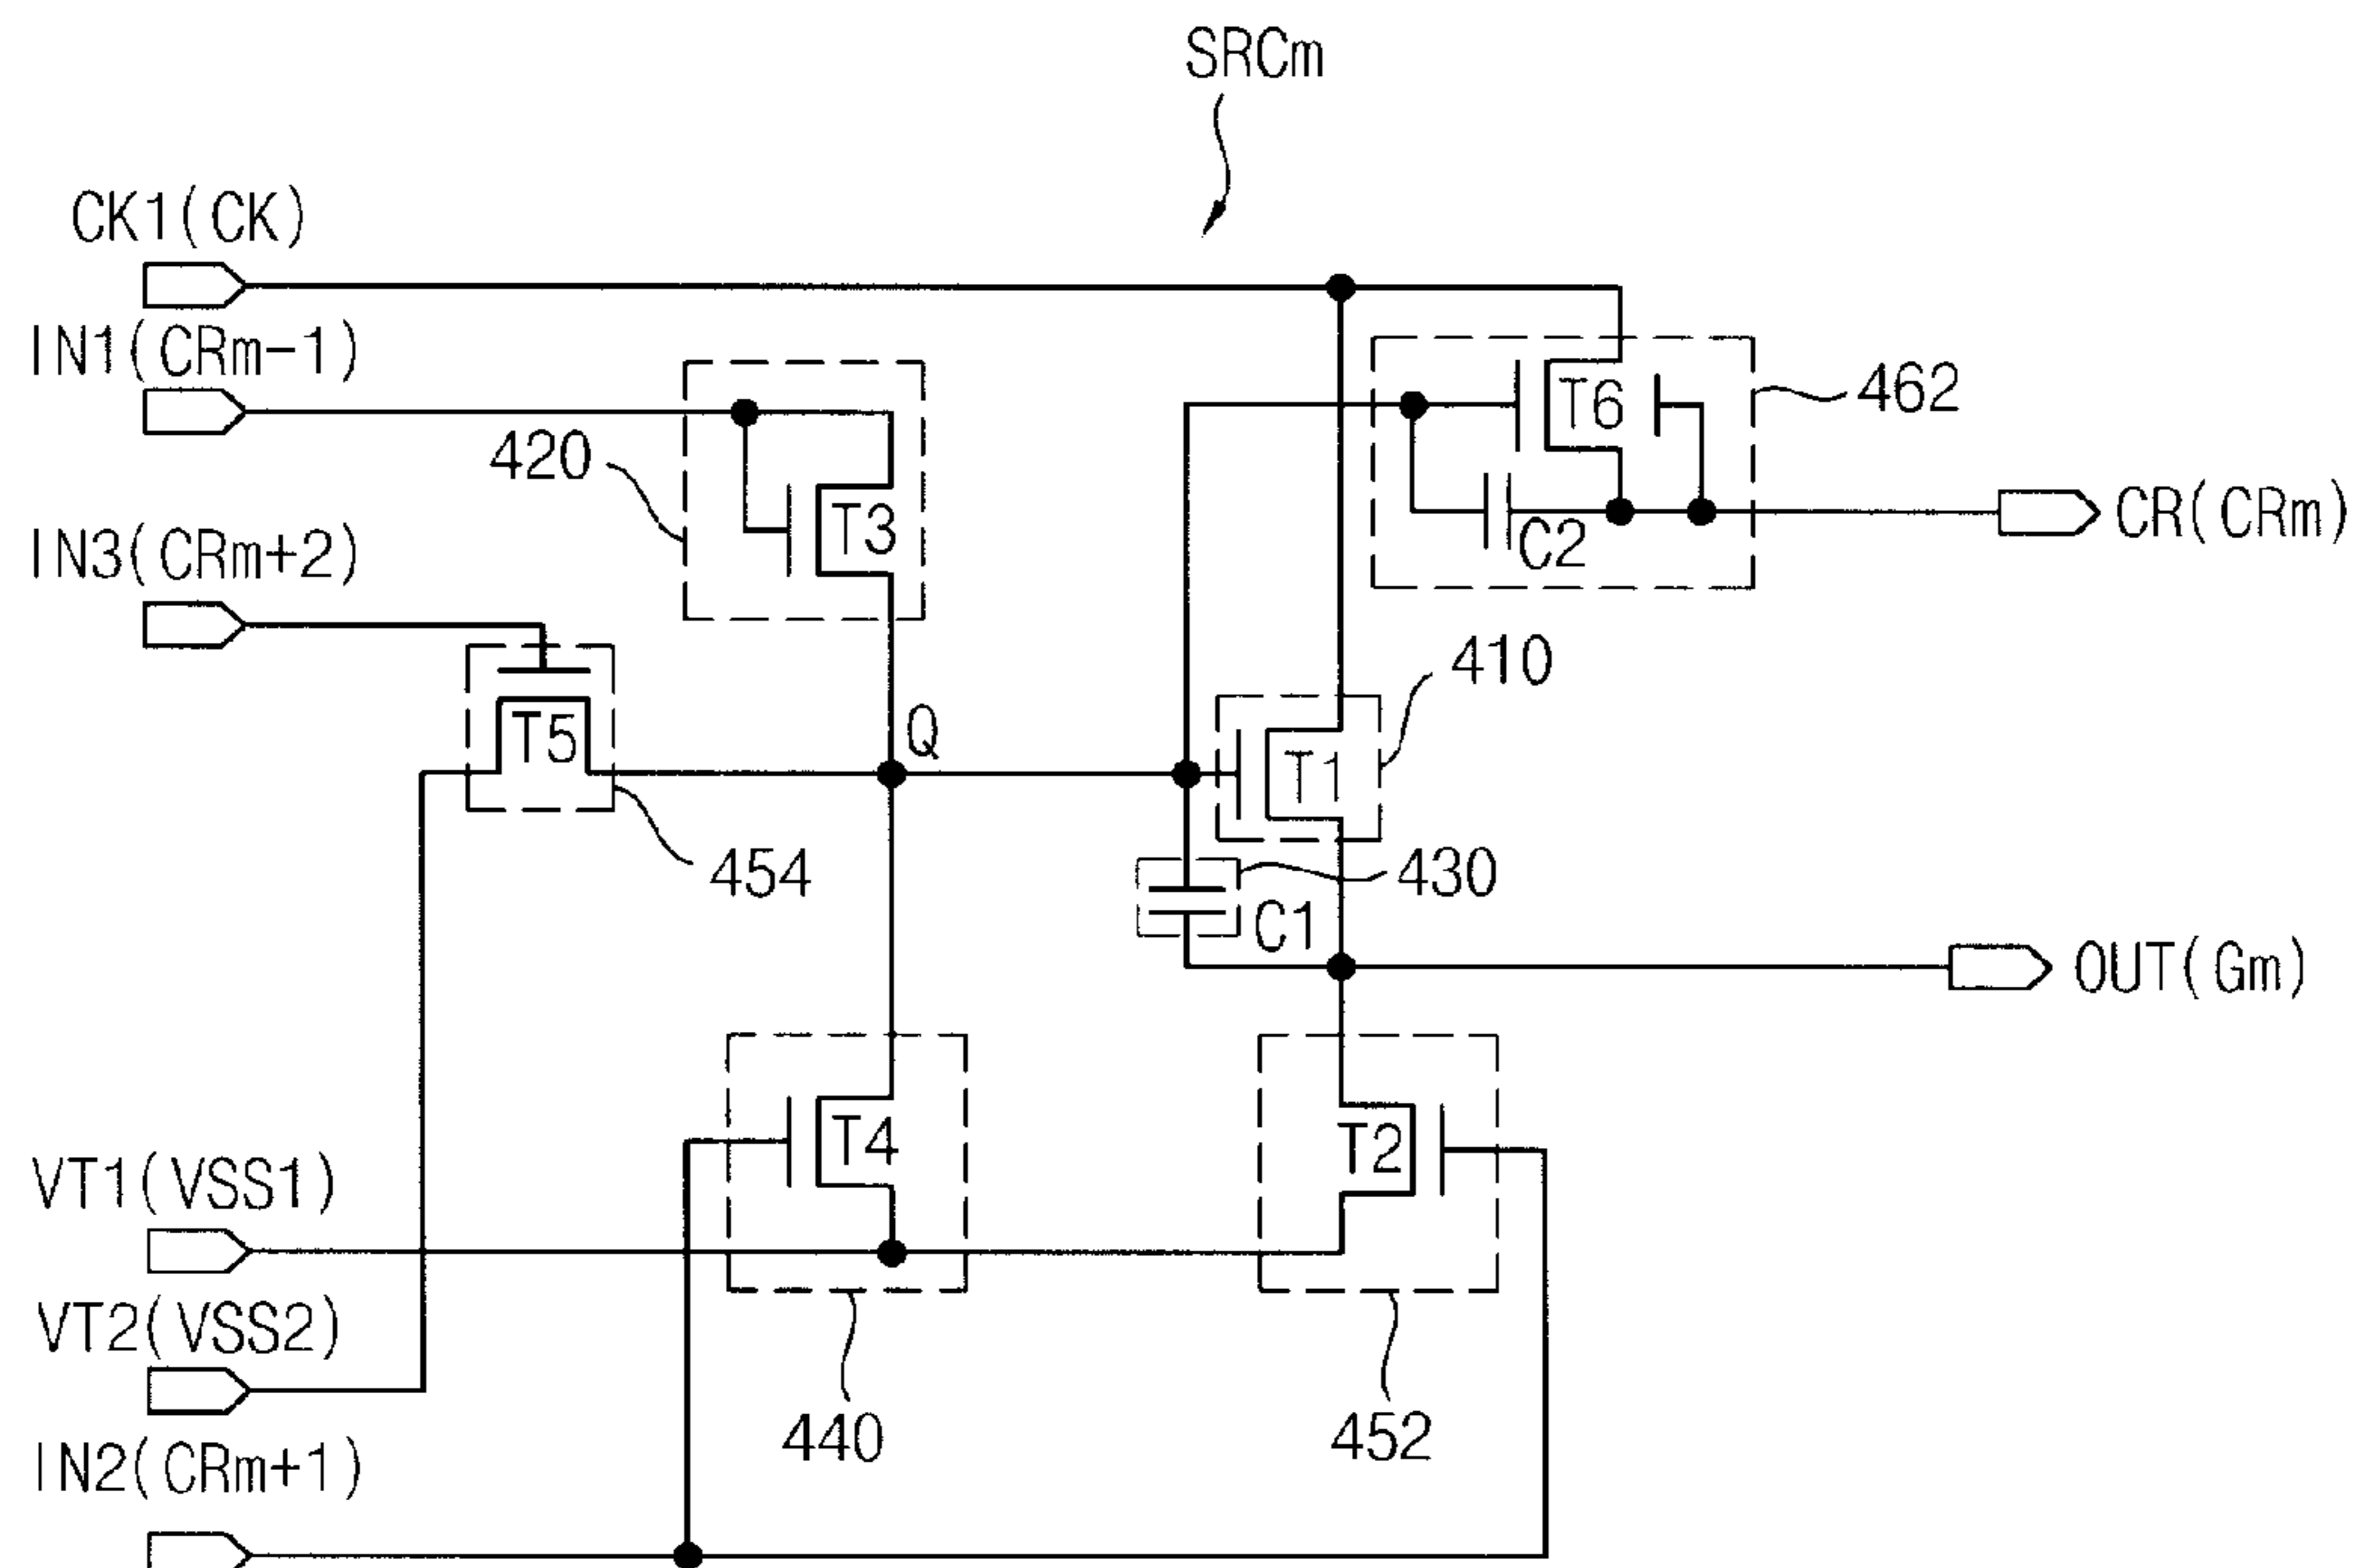 SRCm
CK1(CK)
IN1(CRm-1)
T6
462
420
T3
CR(CRm)
IN3(CRm+2)
C2
410
Q
T5
T1
454
430
C1
OUT(Gm)
T4
T2
VT1(VSS1)
VT2(VSS2)
440
452
IN2(CRm+1)